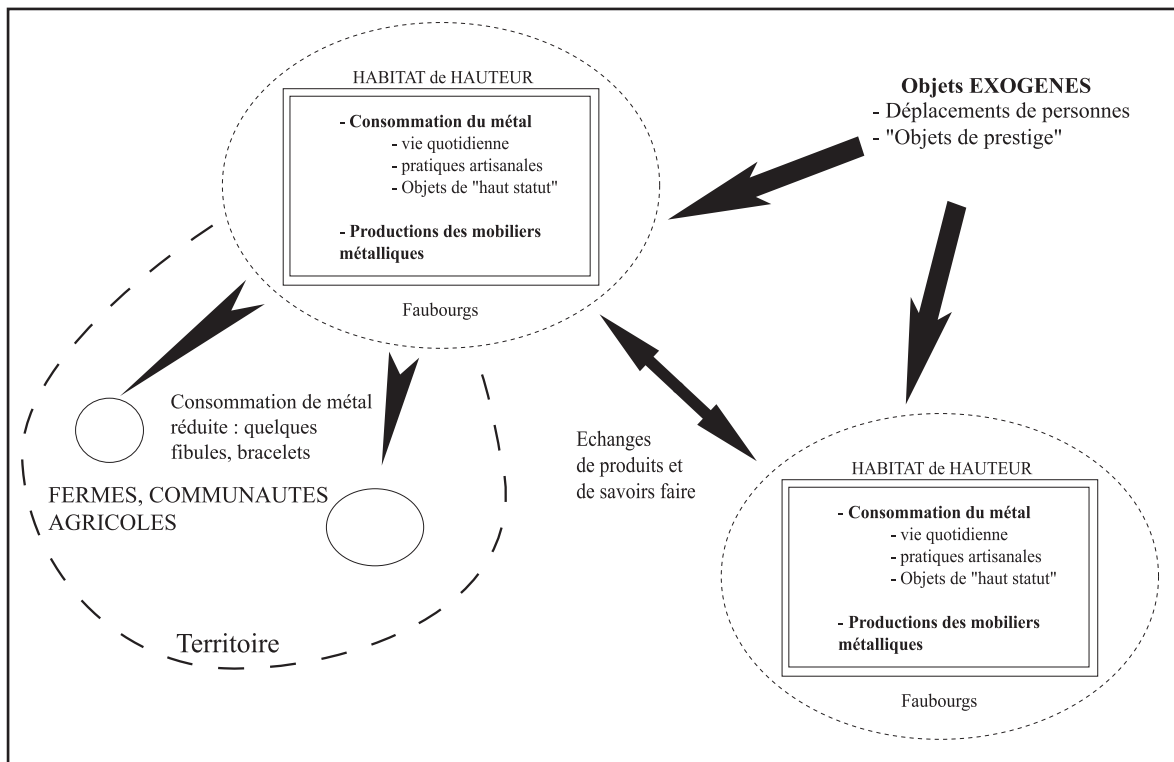 HABITAT de HAUTEUR
- Consommation du métal
- vie quotidienne
- pratiques artisanales
- Objets de "haut statut"
- Productions des mobiliers
métalliques
Faubourgs
Objets EXOGENES
- Déplacements de personnes
- "Objets de prestige"
Consommation de métal
réduite : quelques
fibules, bracelets
FERMES, COMMUNAUTES
AGRICOLES
Territoire
Echanges
de produits et
de savoirs faire
HABITAT de HAUTEUR
- Consommation du métal
- vie quotidienne
- pratiques artisanales
- Objets de "haut statut"
- Productions des mobiliers
métalliques
Faubourgs